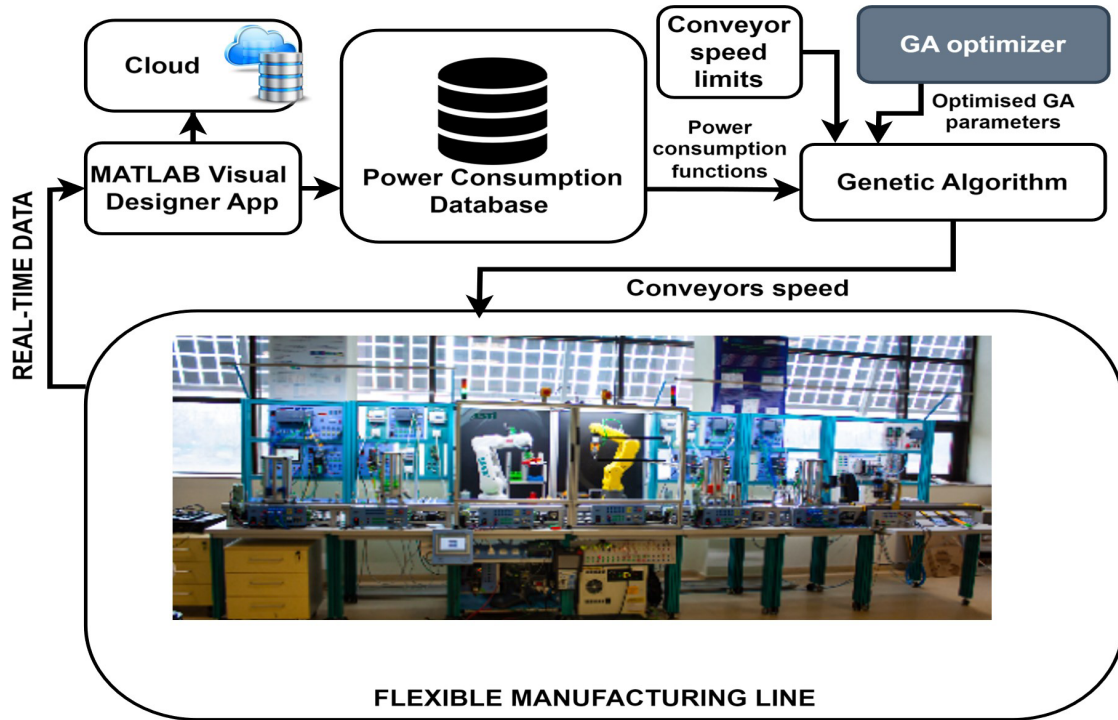 Cloud
Conveyor
speed
limits
GA optimizer
Optimised GA
parameters
MATLAB Visual
Designer App
Power Consumption
Database
Power
consumption
functions
Genetic Algorithm
REAL-TIME DATA
Conveyors speed
ESTI
FLEXIBLE MANUFACTURING LINE